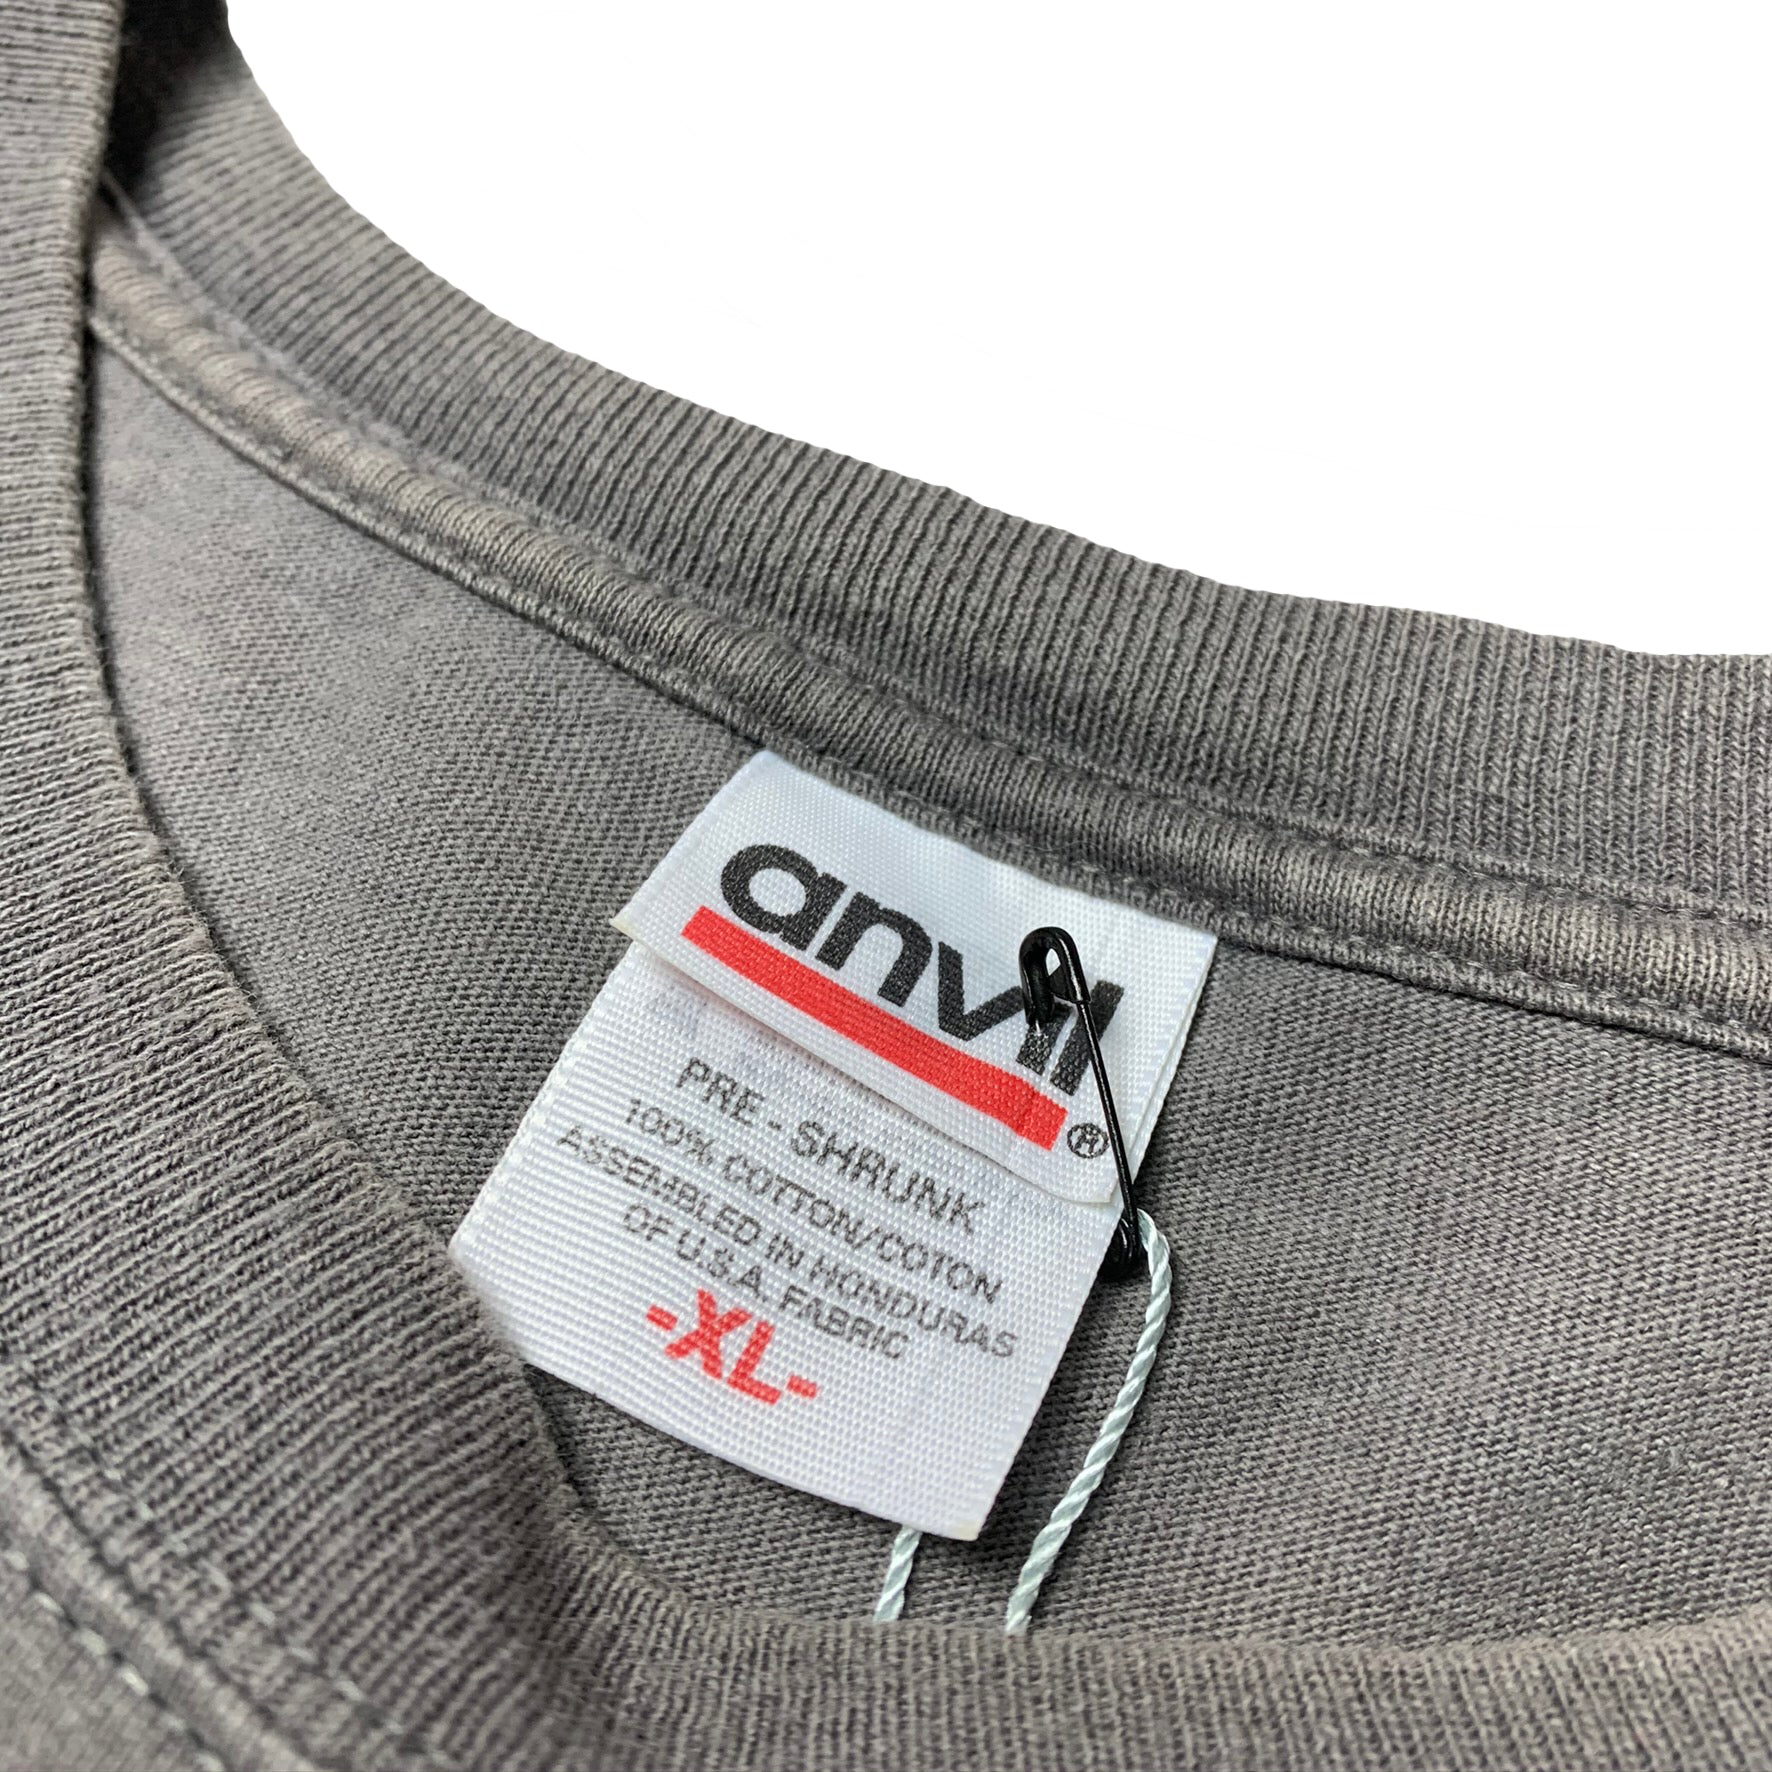 anvil
®
PRE - SHRUNK
100% COTTON/COTON
ASSEMBLED IN HONDURAS
OF U.S.A. FABRIC
-XL-